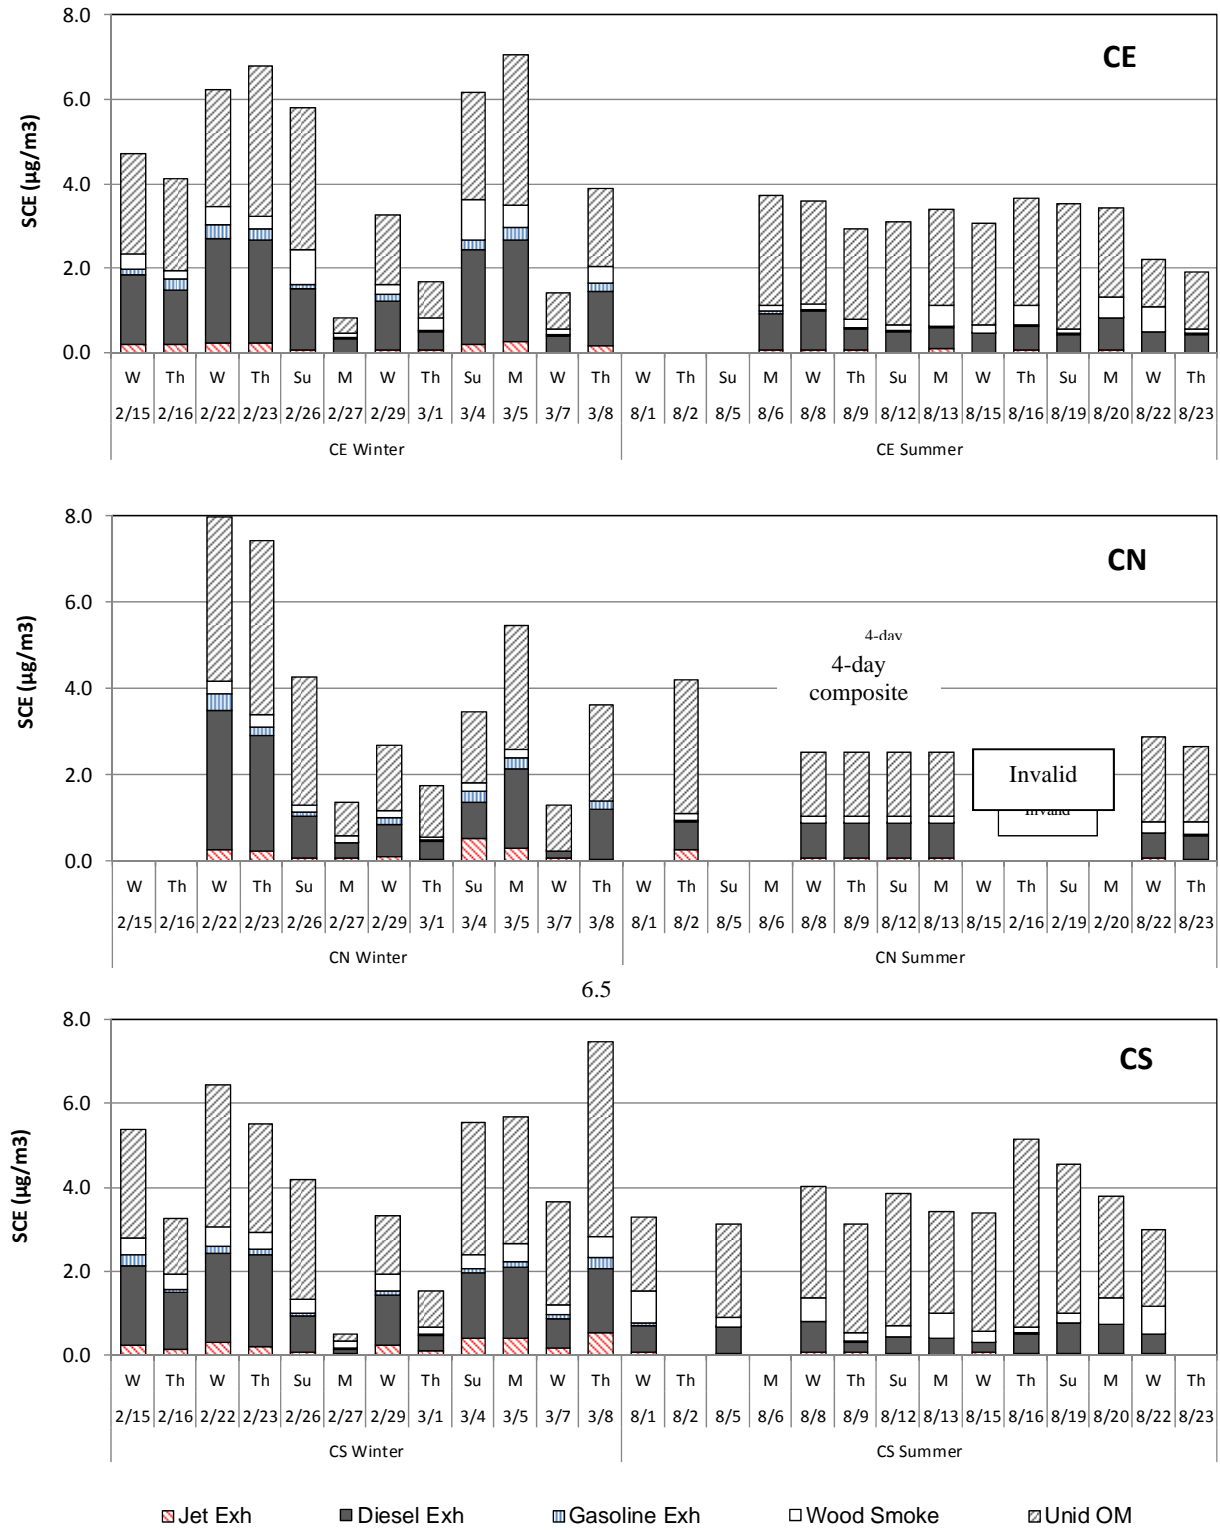 8.0
CE
6.0
4.0
2.0
0.0
SCE (µg/m3)
W Th W Th Su M W Th Su M W Th W Th Su M W Th Su M W Th Su M W Th
2/15 2/16 2/22 2/23 2/26 2/27 2/29 3/1 3/4 3/5 3/7 3/8 8/1 8/2 8/5 8/6 8/8 8/9 8/12 8/13 8/15 8/16 8/19 8/20 8/22 8/23
CE Winter CE Summer
8.0
CN
6.0
4-day
4-day
composite
4.0
2.0
Invalid
Invalid
0.0
SCE (µg/m3)
W Th W Th Su M W Th Su M W Th W Th Su M W Th Su M W Th Su M W Th
2/15 2/16 2/22 2/23 2/26 2/27 2/29 3/1 3/4 3/5 3/7 3/8 8/1 8/2 8/5 8/6 8/8 8/9 8/12 8/13 8/15 2/16 2/19 2/20 8/22 8/23
CN Winter CN Summer
6.5
8.0
CS
6.0
4.0
2.0
0.0
SCE (µg/m3)
W Th W Th Su M W Th Su M W Th W Th M W Th Su M W Th Su M W Th
2/15 2/16 2/22 2/23 2/26 2/27 2/29 3/1 3/4 3/5 3/7 3/8 8/1 8/2 8/5 8/6 8/8 8/9 8/12 8/13 8/15 8/16 8/19 8/20 8/22 8/23
CS Winter CS Summer
Jet Exh Diesel Exh Gasoline Exh Wood Smoke Unid OM